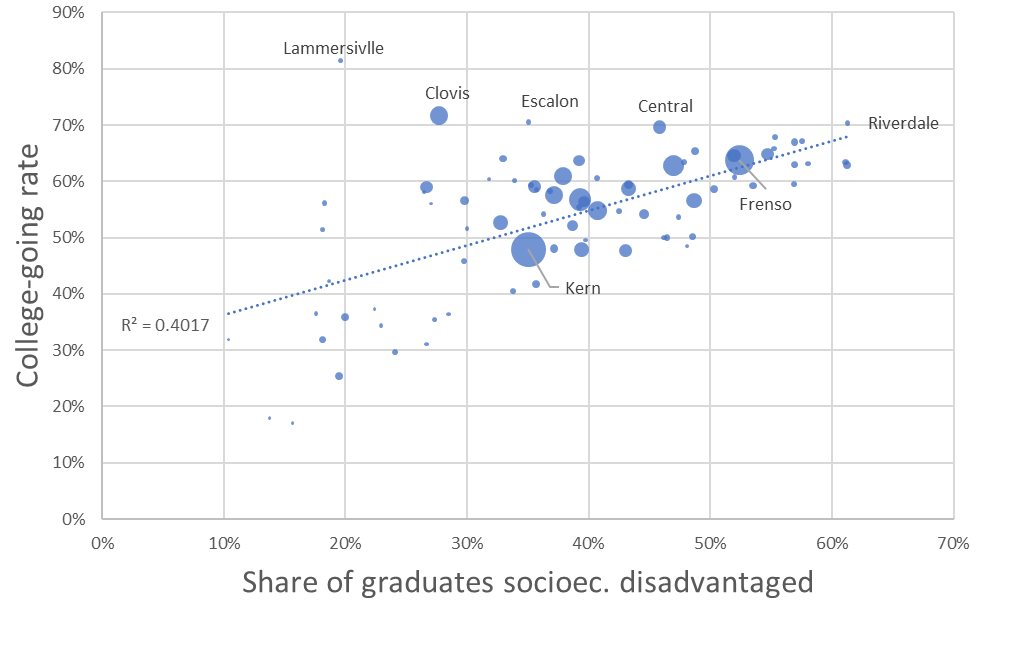 90%
Lammersivlle
80%
Clovis
Escalon
Central
70%
Riverdale
60%
Frenso
50%
Kern
40%
R² = 0.4017
30%
20%
10%
0%
0% 10% 20% 30% 40% 50% 60% 70%
College-going rate
Share of graduates socioec. disadvantaged